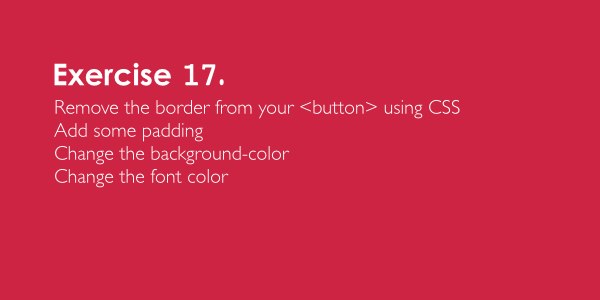 Exercise 17.
Remove the border from your <button> using CSS
Add some padding
Change the background-color
Change the font color